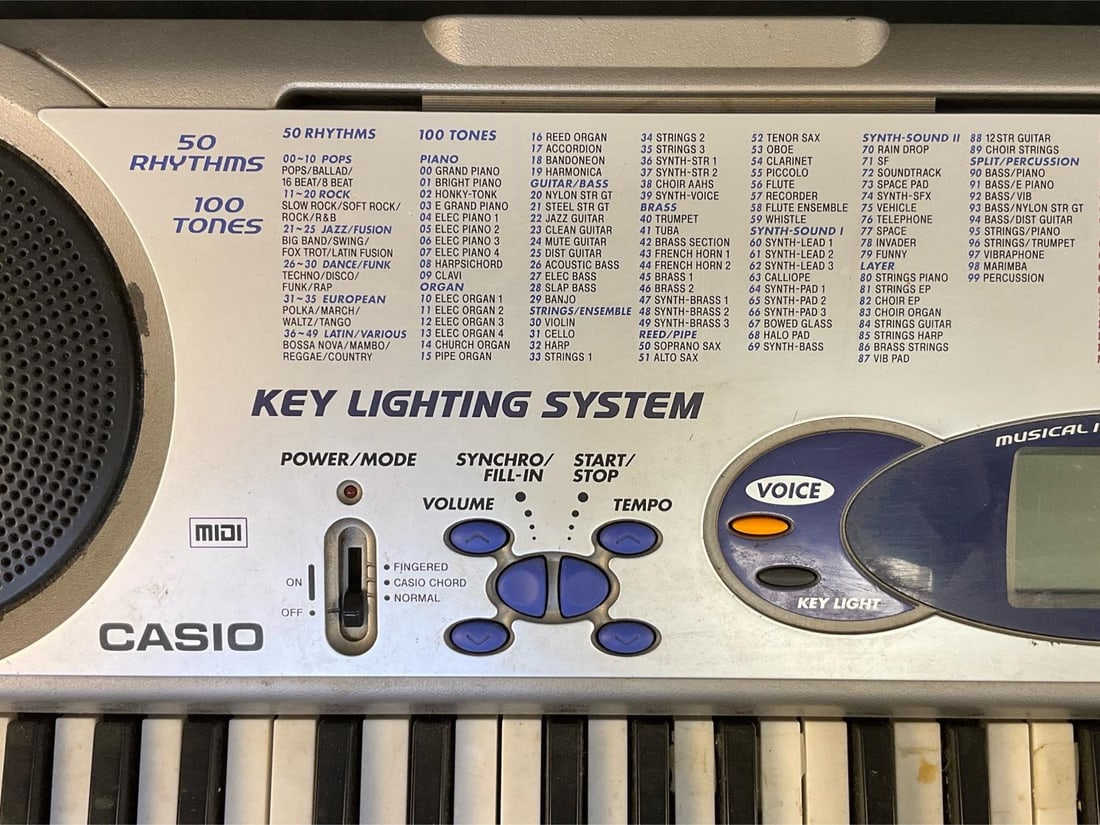 50
RHYTHMS
100
TONES
50 RHYTHMS
00~10 POPS
POPS/BALLAD/
16 BEAT/8 BEAT
11~20 ROCK
SLOW ROCK/SOFT ROCK/
ROCK/R&B
21~25 JAZZ/FUSION
BIG BAND/SWING/
FOX TROT/LATIN FUSION
26~30 DANCE/FUNK
TECHNO/DISCO/
FUNK/RAP
31~35 EUROPEAN
POLKA/MARCH/
WALTZ/TANGO
36~49 LATIN/VARIOUS
BOSSA NOVA/MAMBO/
REGGAE/COUNTRY
100 TONES
PIANO
00 GRAND PIANO
01 BRIGHT PIANO
02 HONKY-TONK
03 E GRAND PIANO
04 ELEC PIANO 1
05 ELEC PIANO 2
06 ELEC PIANO 3
07 ELEC PIANO 4
08 HARPSICHORD
09 CLAVI
ORGAN
10 ELEC ORGAN 1
11 ELEC ORGAN 2
12 ELEC ORGAN 3
13 ELEC ORGAN 4
14 CHURCH ORGAN
15 PIPE ORGAN
16 REED ORGAN
17 ACCORDION
18 BANDONEON
19 HARMONICA
GUITAR/BASS
20 NYLON STR GT
21 STEEL STR GT
22 JAZZ GUITAR
23 CLEAN GUITAR
24 MUTE GUITAR
25 DIST GUITAR
26 ACOUSTIC BASS
27 ELEC BASS
28 SLAP BASS
29 BANJO
STRINGS/ENSEMBLE
30 VIOLIN
31 CELLO
32 HARP
33 STRINGS 1
34 STRINGS 2
35 STRINGS 3
36 SYNTH-STR 1
37 SYNTH-STR 2
38 CHOIR AAHS
39 SYNTH-VOICE
BRASS
40 TRUMPET
41 TUBA
42 BRASS SECTION
43 FRENCH HORN 1
44 FRENCH HORN 2
45 BRASS 1
46 BRASS 2
47 SYNTH-BRASS 1
48 SYNTH-BRASS 2
49 SYNTH-BRASS 3
REED/PIPE
50 SOPRANO SAX
51 ALTO SAX
52 TENOR SAX
53 OBOE
54 CLARINET
55 PICCOLO
56 FLUTE
57 RECORDER
58 FLUTE ENSEMBLE
59 WHISTLE
SYNTH-SOUND I
60 SYNTH-LEAD 1
61 SYNTH-LEAD 2
62 SYNTH-LEAD 3
63 CALLIOPE
64 SYNTH-PAD 1
65 SYNTH-PAD 2
66 SYNTH-PAD 3
67 BOWED GLASS
68 HALO PAD
69 SYNTH-BASS
SYNTH-SOUND II
70 RAIN DROP
71 SF
72 SOUNDTRACK
73 SPACE PAD
74 SYNTH-SFX
75 VEHICLE
76 TELEPHONE
77 SPACE
78 INVADER
79 FUNNY
LAYER
80 STRINGS PIANO
81 STRINGS EP
82 CHOIR EP
83 CHOIR ORGAN
84 STRINGS GUITAR
85 STRINGS HARP
86 BRASS STRINGS
87 VIB PAD
88 12STR GUITAR
89 CHOIR STRINGS
SPLIT/PERCUSSION
90 BASS/PIANO
91 BASS/E PIANO
92 BASS/VIB
93 BASS/NYLON STR GT
94 BASS/DIST GUITAR
95 STRINGS/PIANO
96 STRINGS/TRUMPET
97 VIBRAPHONE
98 MARIMBA
99 PERCUSSION
KEY LIGHTING SYSTEM
POWER/MODE
SYNCHRO/
FILL-IN
START/
STOP
VOLUME
TEMPO
MIDI
ON
OFF
FINGERED
CASIO CHORD
NORMAL
CASIO
VOICE
KEY LIGHT
MUSICAL